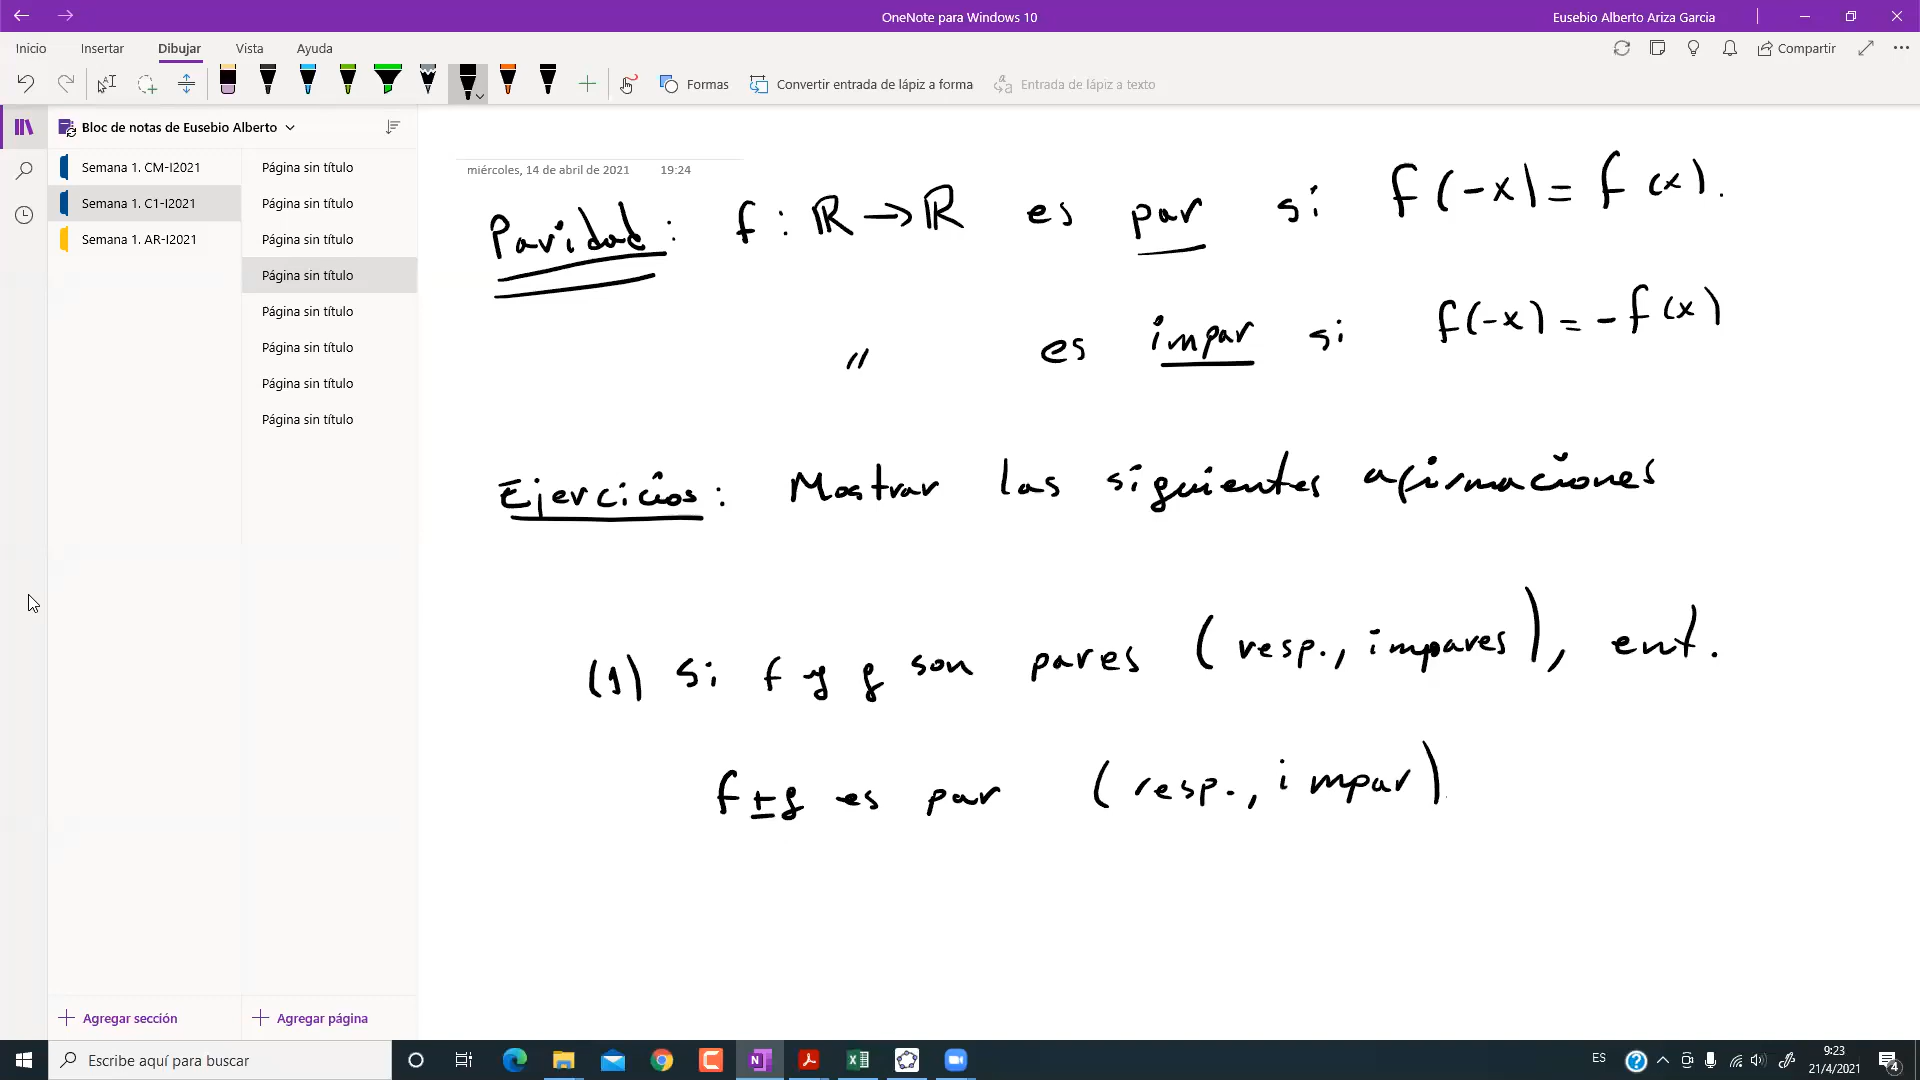 OneNote para Windows 10
Eusebio Alberto Ariza Garcia
Inicio
Insertar
Dibujar
Vista
Ayuda
Compartir
Formas
Convertir entrada de lápiz a forma
Entrada de lápiz a texto
Bloc de notas de Eusebio Alberto
Semana 1. CM-I2021
Semana 1. C1-I2021
Semana 1. AR-I2021
Página sin título
Página sin título
Página sin título
Página sin título
Página sin título
Página sin título
Página sin título
Página sin título
Agregar sección
Agregar página
miércoles, 14 de abril de 2021 19:24
Paridad: f: ℝ → ℝ es par si f(-x) = f(x).
" es impar si f(-x) = -f(x)
Ejercicios: Mostrar las siguientes afirmaciones
(1) si f y g son pares (resp., impares), ent.
f ± g es par (resp., impar)
Escribe aquí para buscar
ES
9:23
21/4/2021
4